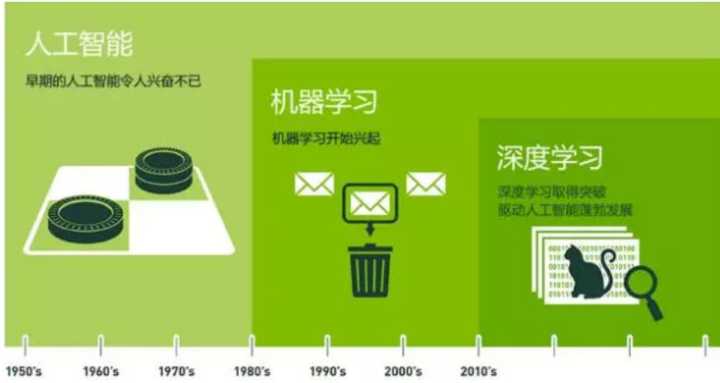 人工智能
早期的人工智能令人兴奋不已
机器学习
机器学习开始兴起
深度学习
深度学习取得突破
驱动人工智能蓬勃发展
1950's 1960's 1970's 1980's 1990's 2000's 2010's